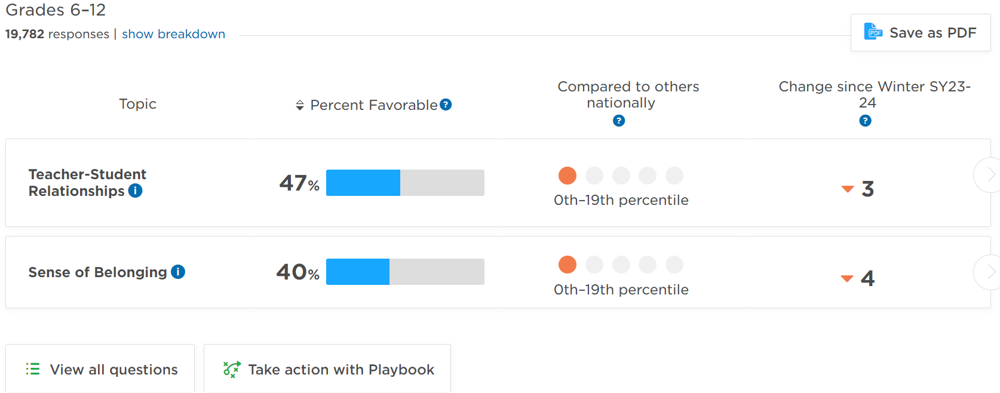 Grades 6–12
19,782 responses | show breakdown
PDF Save as PDF
Topic
Percent Favorable ?
Compared to others
nationally
?
Change since Winter SY23-
24
?
Teacher-Student
Relationships i
47%
0th–19th percentile
3
Sense of Belonging i
40%
0th–19th percentile
4
View all questions
Take action with Playbook